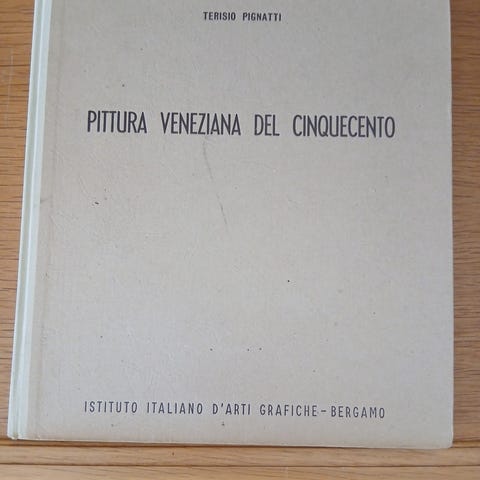 TERISIO PIGNATTI
PITTURA VENEZIANA DEL CINQUECENTO
ISTITUTO ITALIANO D'ARTI GRAFICHE - BERGAMO